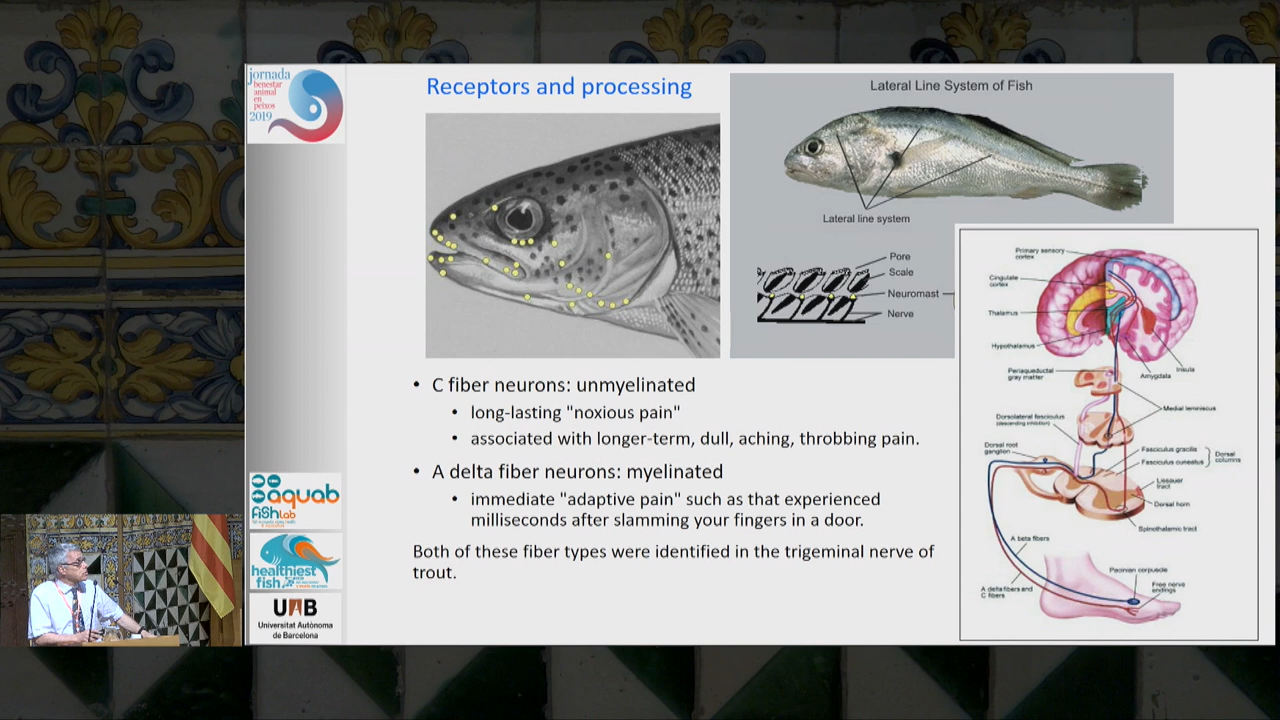 jornada
benestar
animal
en
peixos
2019
Receptors and processing
Lateral Line System of Fish
Lateral line system
Pore
Scale
Neuromast
Nerve
Primary sensory
cortex
Cingulate
cortex
Thalamus
Hypothalamus
Amygdala
Insula
Periaqueductal
gray matter
Medial lemniscus
Dorsolateral fasciculus
(descending inhibition)
Dorsal root
ganglion
Fasciculus gracilis
Fasciculus cuneatus
Dorsal
columns
Lissauer
tract
Dorsal horn
Spinothalamic tract
A beta fibers
Pacinian corpuscle
Free nerve
endings
A delta fibers and
C fibers
• C fiber neurons: unmyelinated
• long-lasting "noxious pain"
• associated with longer-term, dull, aching, throbbing pain.
• A delta fiber neurons: myelinated
• immediate "adaptive pain" such as that experienced
milliseconds after slamming your fingers in a door.
Both of these fiber types were identified in the trigeminal nerve of
trout.
aquab
fishlab
healthiest
fish
UAB
Universitat Autònoma
de Barcelona